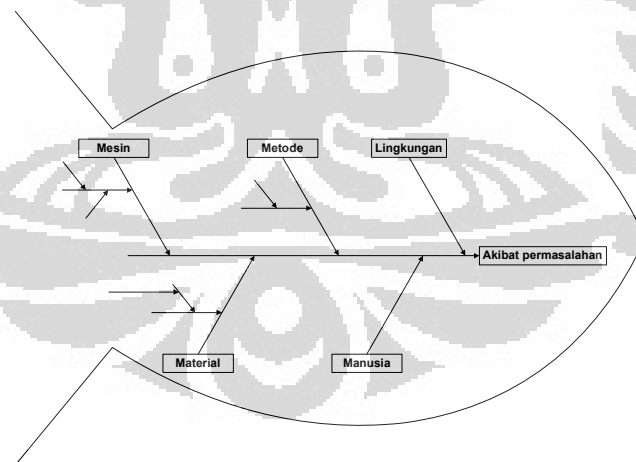 Mesin
Metode
Lingkungan
Akibat permasalahan
Material
Manusia